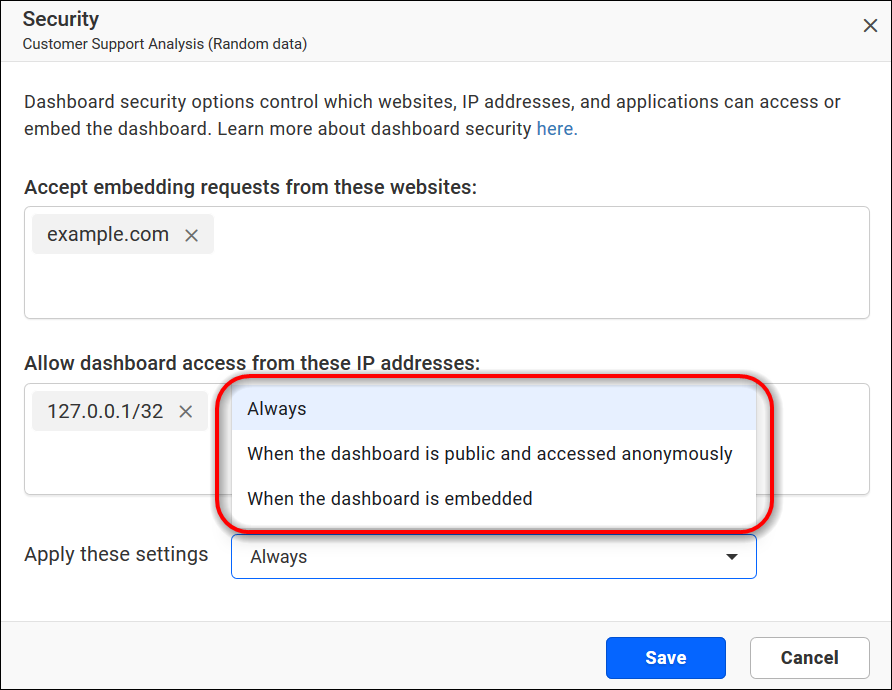 Security
Customer Support Analysis (Random data)
Dashboard security options control which websites, IP addresses, and applications can access or
embed the dashboard. Learn more about dashboard security here.
Accept embedding requests from these websites:
example.com
Allow dashboard access from these IP addresses:
127.0.0.1/32
Always
When the dashboard is public and accessed anonymously
When the dashboard is embedded
Apply these settings Always
Save Cancel